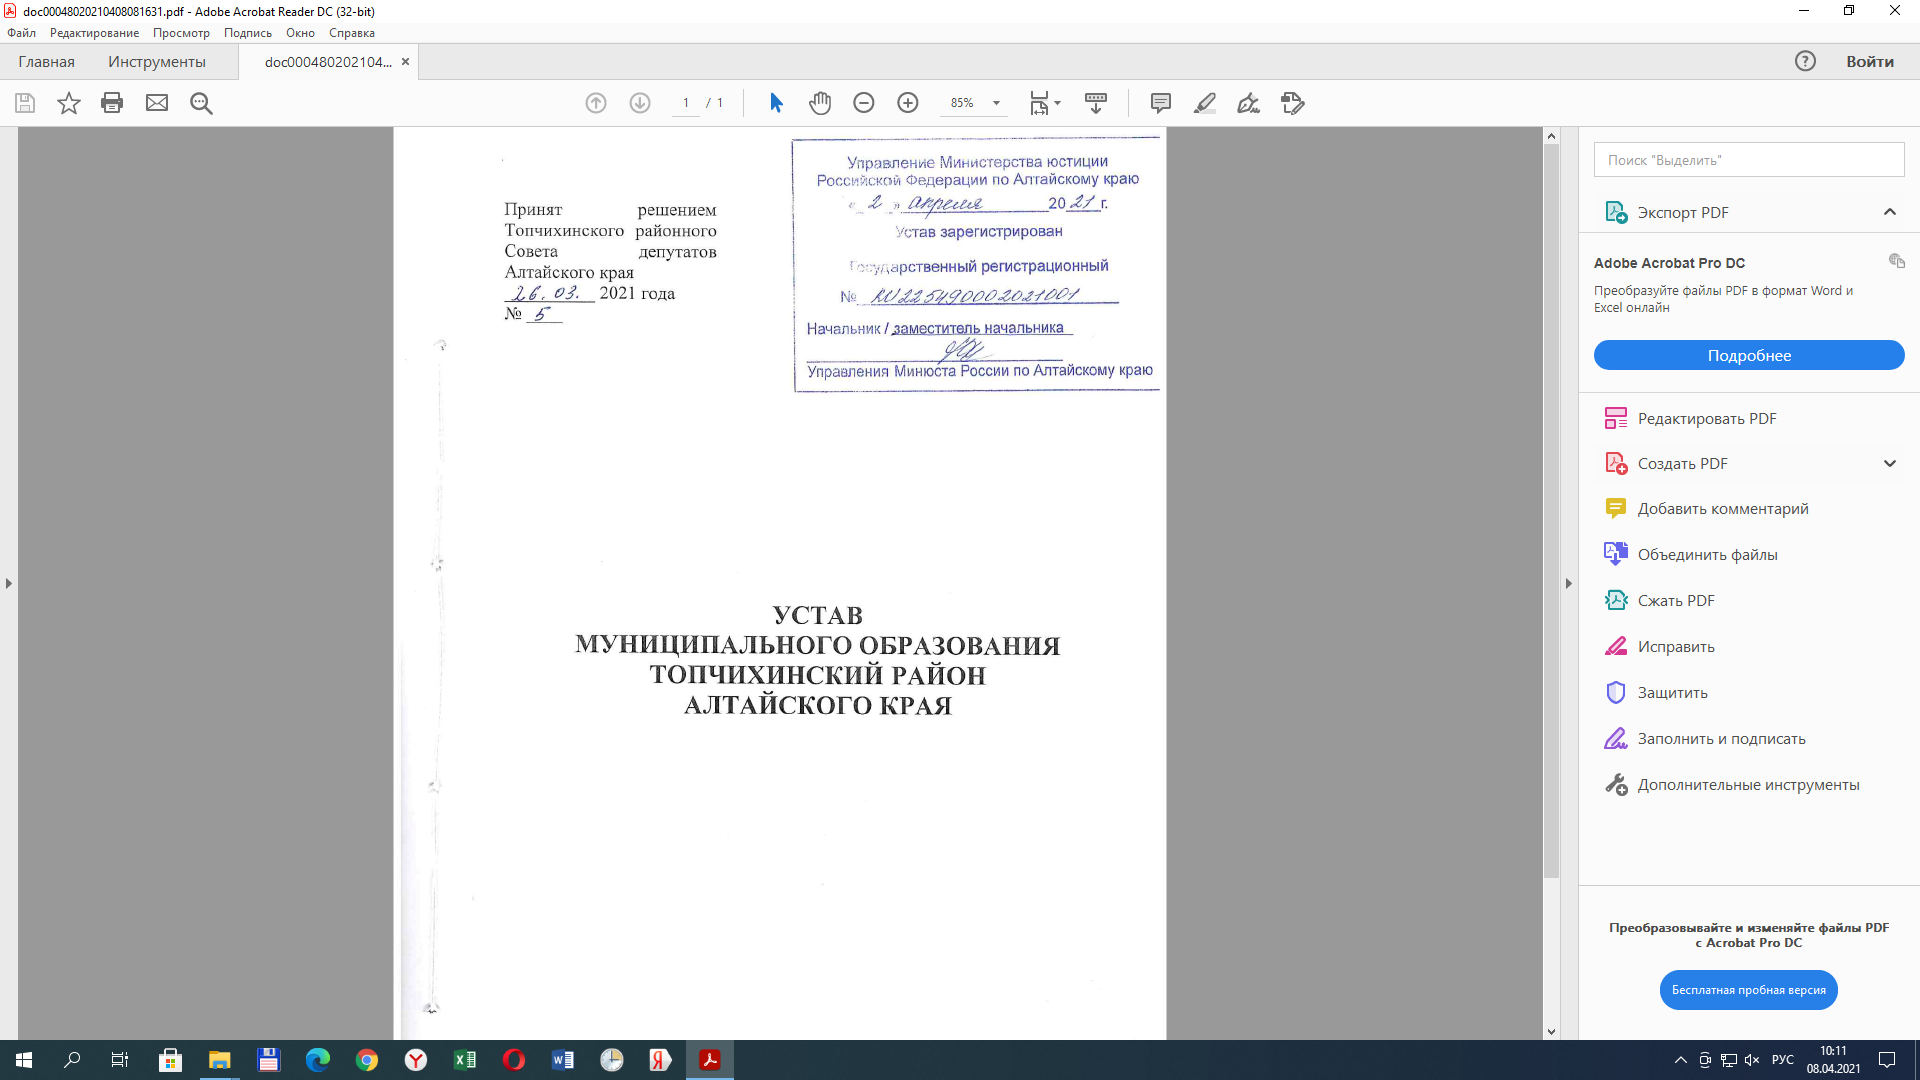 doc00048020210408081631.pdf - Adobe Acrobat Reader DC (32-bit)
Файл Редактирование Просмотр Подпись Окно Справка
Главная Инструменты doc000480202104... × Войти
1 / 1 85%
Принят решением
Топчихинского районного
Совета депутатов
Алтайского края
26.03. 2021 года
№ 5
Управление Министерства юстиции
Российской Федерации по Алтайскому краю
« 2 » апреля 2021 г.
Устав зарегистрирован
Государственный регистрационный
№ RU225490002021001
Начальник / заместитель начальника
Управления Минюста России по Алтайскому краю
УСТАВ
МУНИЦИПАЛЬНОГО ОБРАЗОВАНИЯ
ТОПЧИХИНСКИЙ РАЙОН
АЛТАЙСКОГО КРАЯ
Поиск "Выделить"
Экспорт PDF
Adobe Acrobat Pro DC
Преобразуйте файлы PDF в формат Word и
Excel онлайн
Подробнее
Редактировать PDF
Создать PDF
Добавить комментарий
Объединить файлы
Сжать PDF
Исправить
Защитить
Заполнить и подписать
Дополнительные инструменты
Преобразовывайте и изменяйте файлы PDF
с Acrobat Pro DC
Бесплатная пробная версия
РУС
10:11
08.04.2021